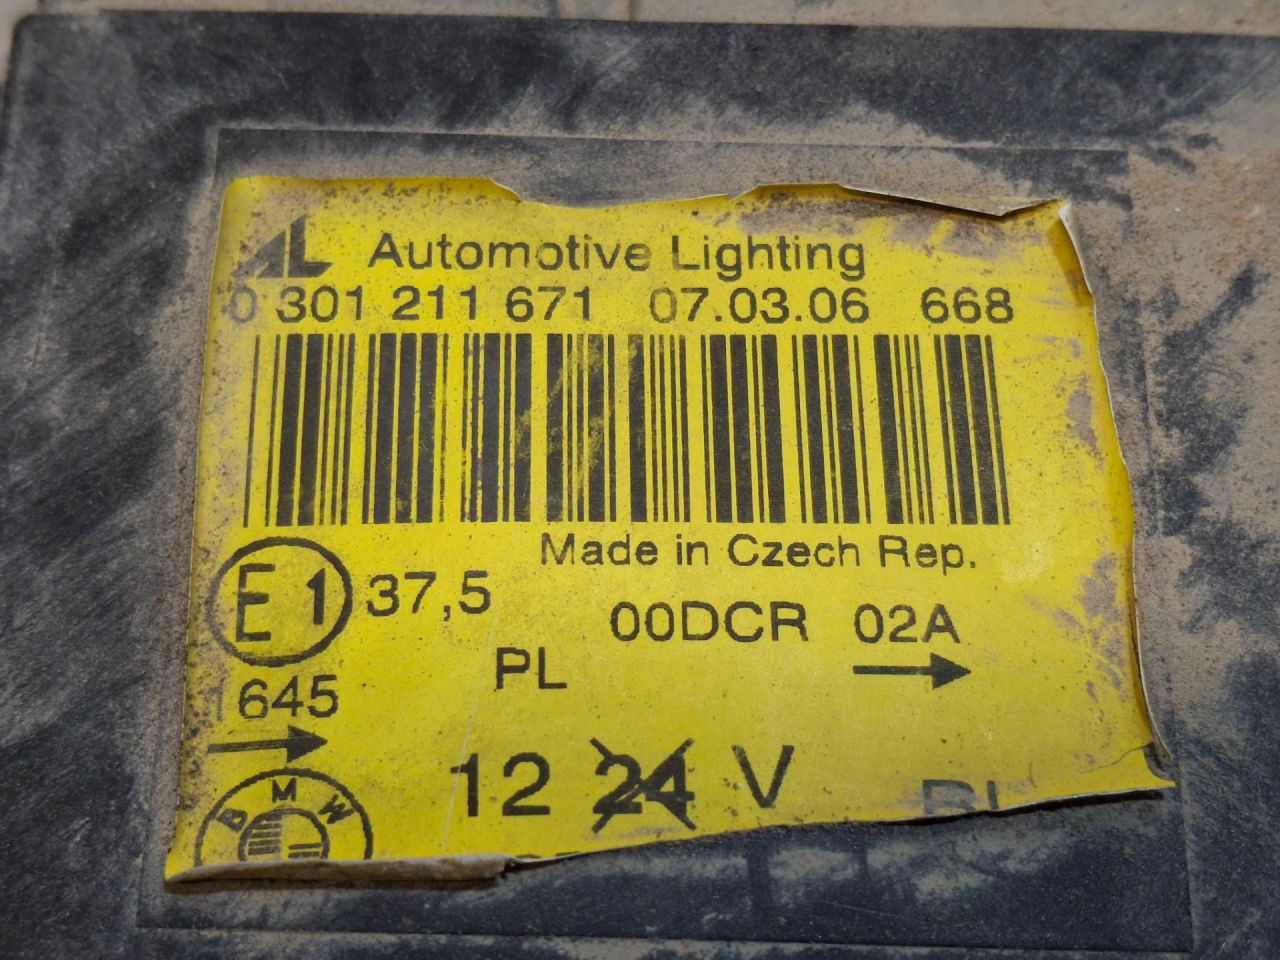 AL Automotive Lighting
0 301 211 671 07.03.06 668
Made in Czech Rep.
E 1 37,5 00DCR 02A
PL
645
12 24 V
BMW